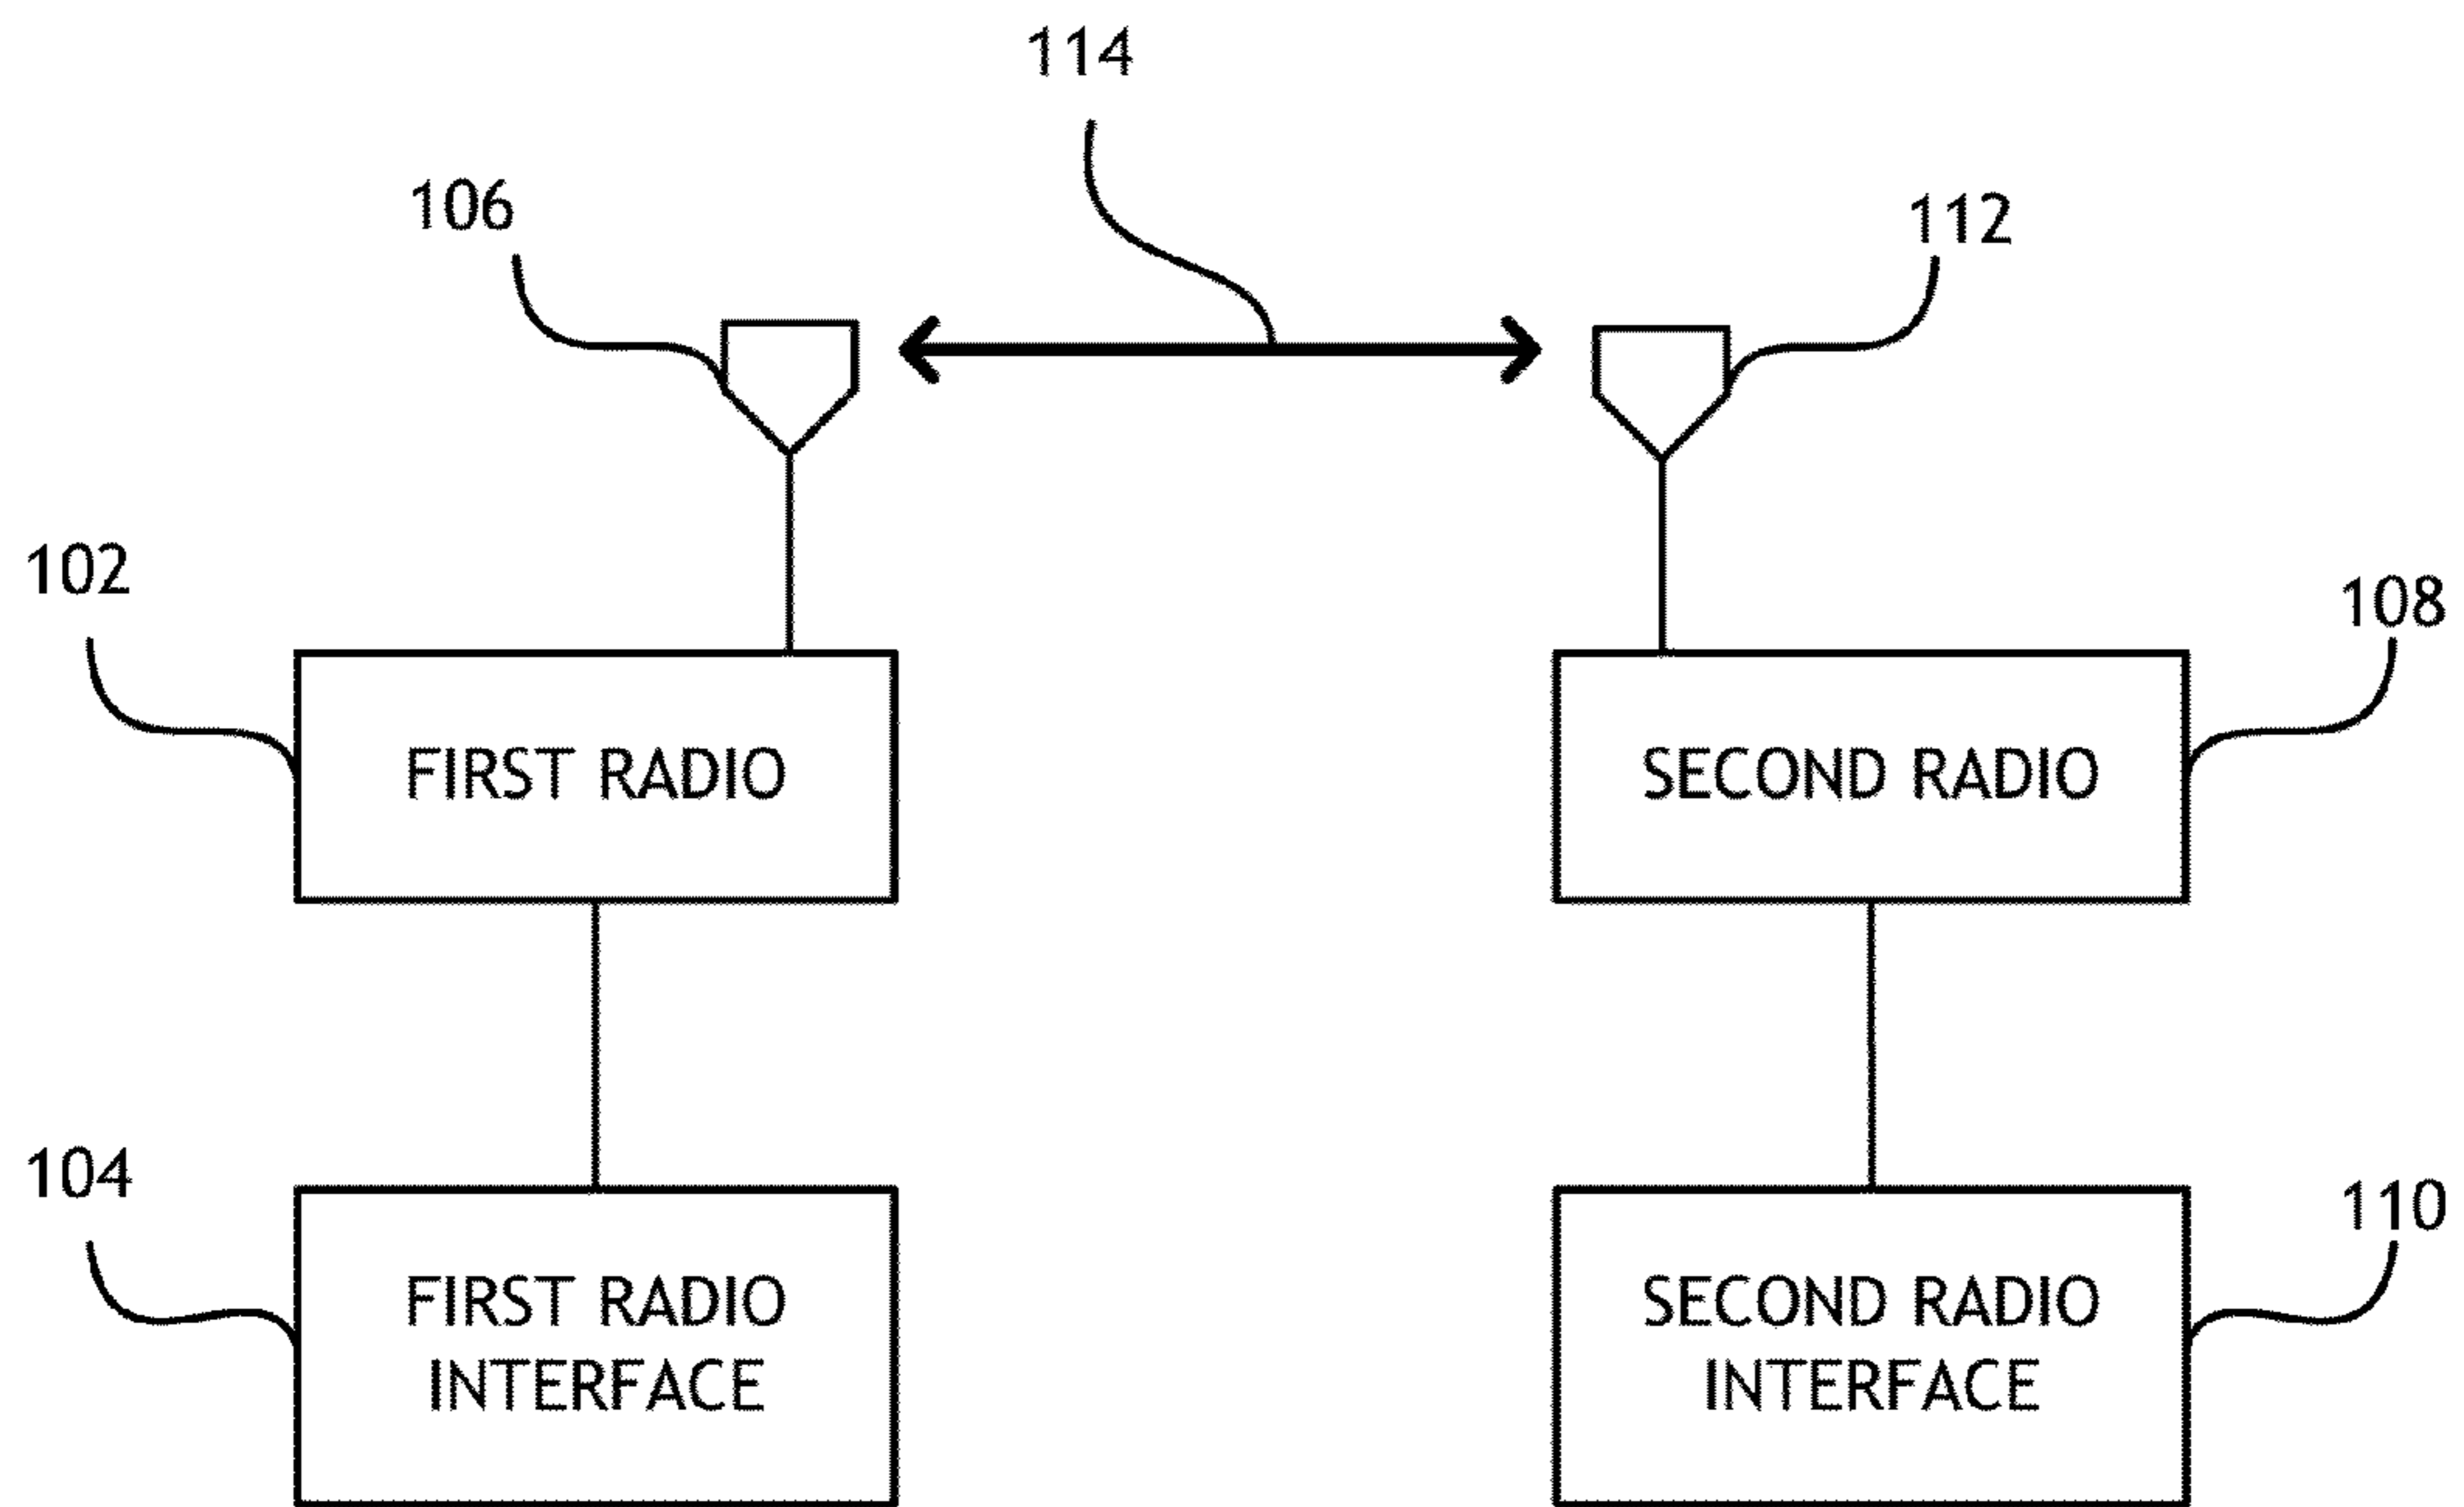 114
106
112
102
108
FIRST RADIO
SECOND RADIO
104
110
FIRST RADIO
INTERFACE
SECOND RADIO
INTERFACE